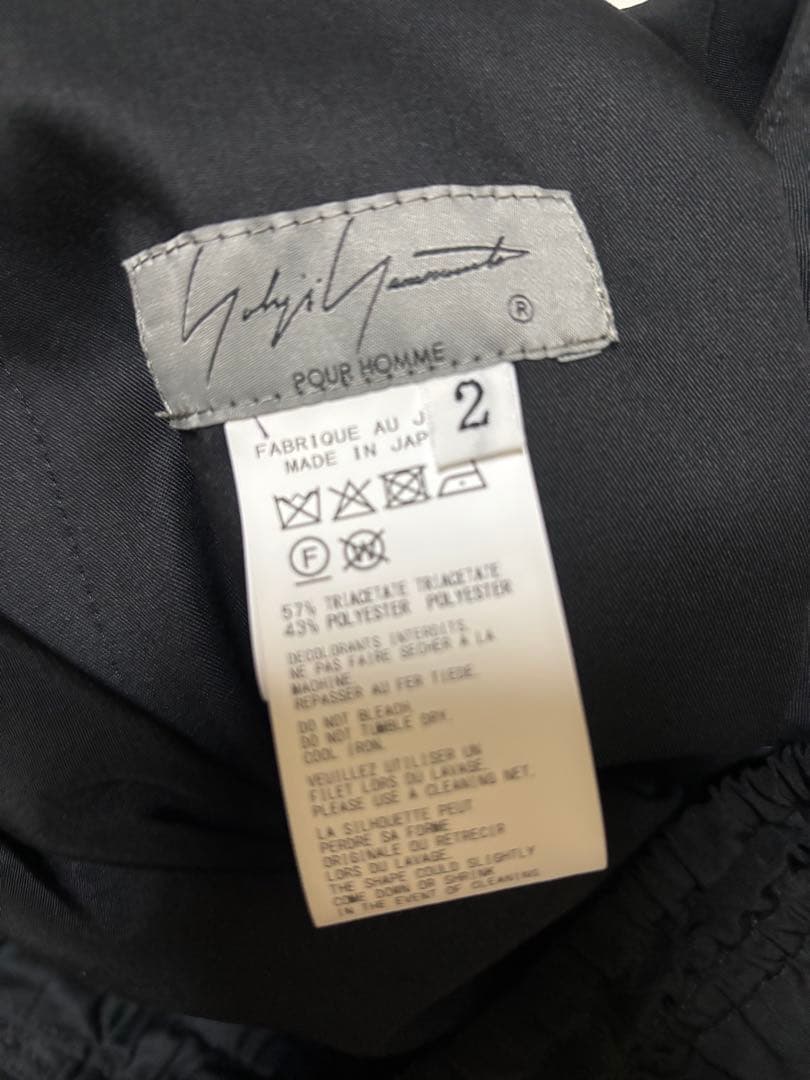 Yohji Yamamoto
®
POUR HOMME
2
FABRIQUE AU J
MADE IN JAP
F
W
57% TRIACETATE TRIACETATE
43% POLYESTER POLYESTER
DECOLORANTS INTERDITS.
NE PAS FAIRE SECHER A LA
MACHINE.
REPASSER AU FER TIEDE.
DO NOT BLEACH.
DO NOT TUMBLE DRY.
COOL IRON.
VEUILLEZ UTILISER UN
FILET LORS DU LAVAGE.
PLEASE USE A CLEANING NET.
LA SILHOUETTE PEUT
PERDRE SA FORME
ORIGINALE OU RETRECIR
LORS DU LAVAGE.
THE SHAPE COULD SLIGHTLY
COME DOWN OR SHRINK
IN THE EVENT OF CLEANING